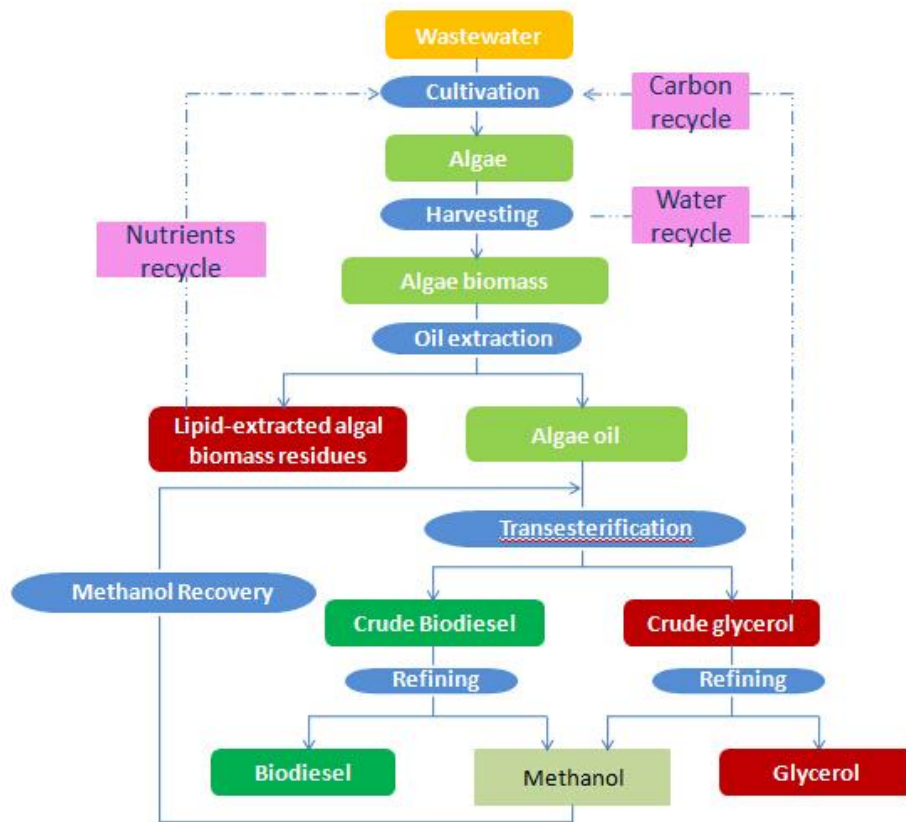 Wastewater
Cultivation
Carbon
recycle
Algae
Harvesting
Water
recycle
Nutrients
recycle
Algae biomass
Oil extraction
Lipid-extracted algal
biomass residues
Algae oil
Transesterification
Methanol Recovery
Crude Biodiesel
Crude glycerol
Refining
Refining
Biodiesel
Methanol
Glycerol